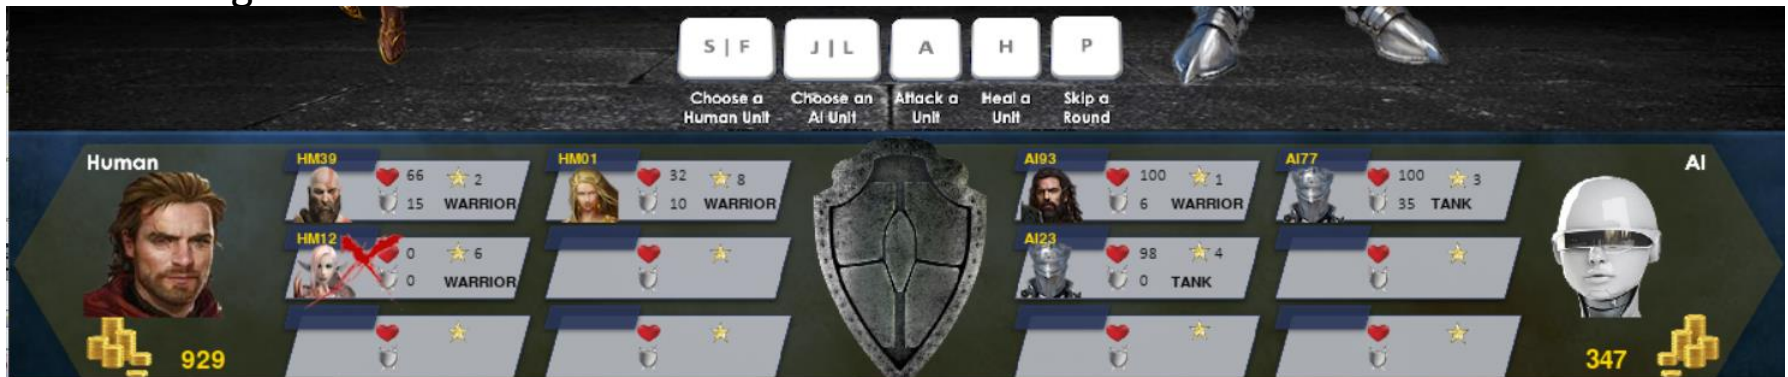 S | F
J | L
A
H
P
Choose a
Human Unit
Choose an
AI Unit
Attack a
Unit
Heal a
Unit
Skip a
Round
Human
HM39
66
2
15
WARRIOR
HM01
32
8
10
WARRIOR
HM12
0
6
0
WARRIOR
929
AI93
100
1
6
WARRIOR
AI77
100
3
35
TANK
AI23
98
4
0
TANK
AI
347